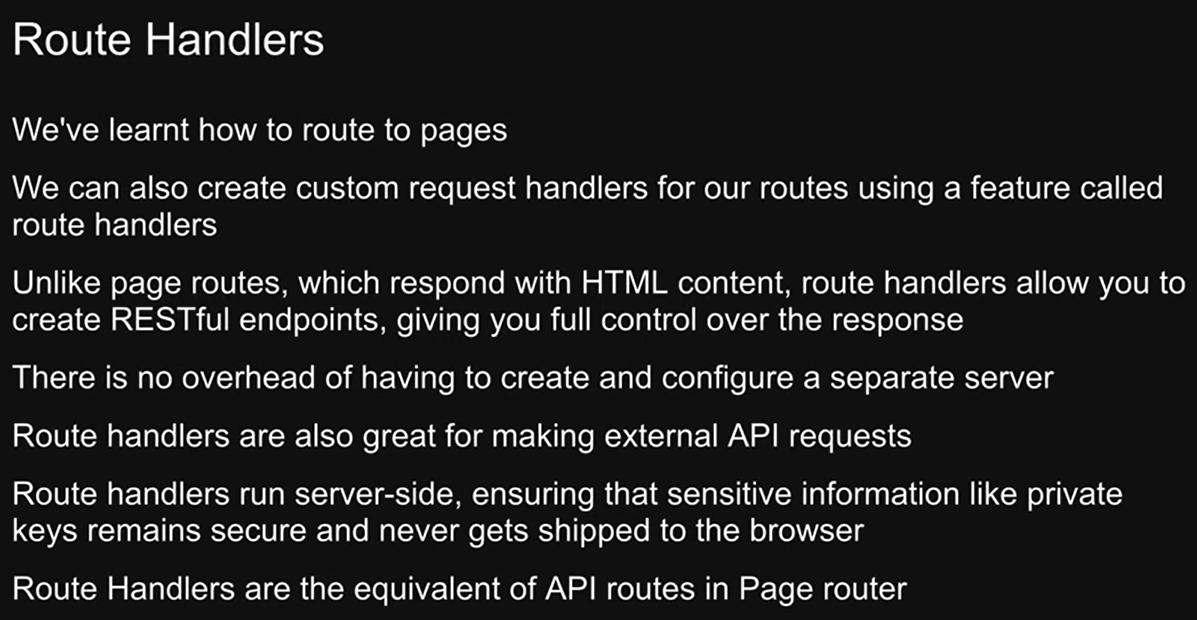 Route Handlers
We've learnt how to route to pages
We can also create custom request handlers for our routes using a feature called
route handlers
Unlike page routes, which respond with HTML content, route handlers allow you to
create RESTful endpoints, giving you full control over the response
There is no overhead of having to create and configure a separate server
Route handlers are also great for making external API requests
Route handlers run server-side, ensuring that sensitive information like private
keys remains secure and never gets shipped to the browser
Route Handlers are the equivalent of API routes in Page router